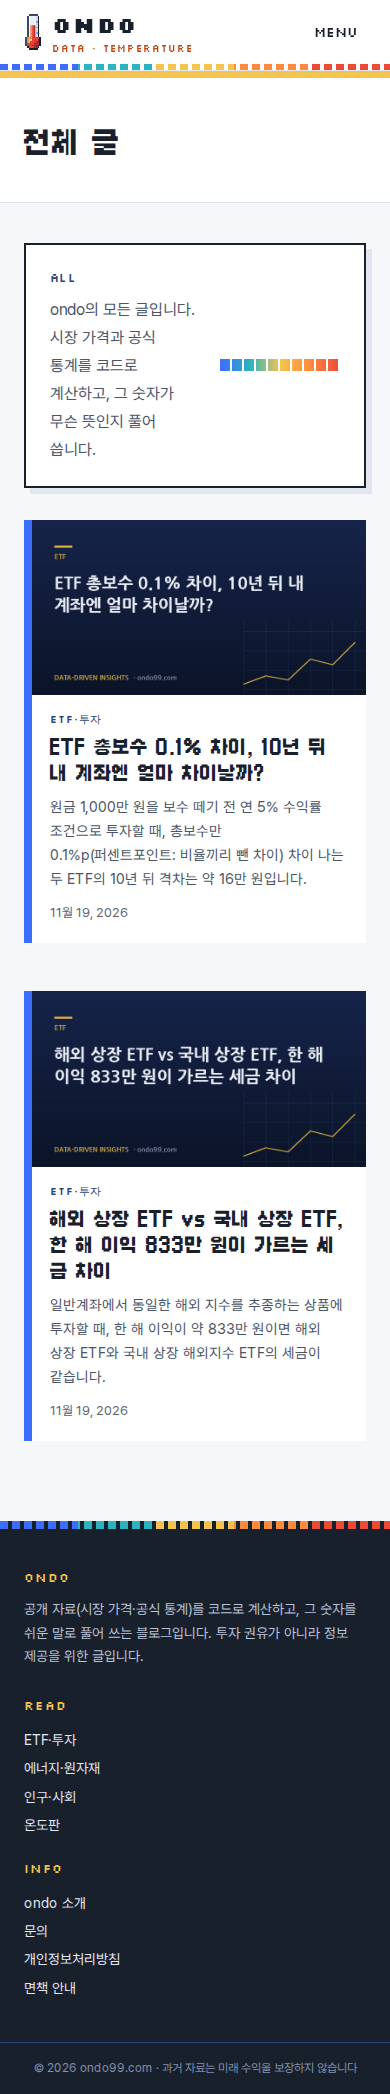 ONDO
DATA · TEMPERATURE
MENU
전체 글
ALL
ondo의 모든 글입니다.
시장 가격과 공식
통계를 코드로
계산하고, 그 숫자가
무슨 뜻인지 풀어
씁니다.
ETF
ETF 총보수 0.1% 차이, 10년 뒤 내
계좌엔 얼마 차이날까?
DATA-DRIVEN INSIGHTS · ondo99.com
ETF·투자
ETF 총보수 0.1% 차이, 10년 뒤
내 계좌엔 얼마 차이날까?
원금 1,000만 원을 보수 떼기 전 연 5% 수익률
조건으로 투자할 때, 총보수만
0.1%p(퍼센트포인트: 비율끼리 뺀 차이) 차이 나는
두 ETF의 10년 뒤 격차는 약 16만 원입니다.
11월 19, 2026
ETF
해외 상장 ETF vs 국내 상장 ETF, 한 해
이익 833만 원이 가르는 세금 차이
DATA-DRIVEN INSIGHTS · ondo99.com
ETF·투자
해외 상장 ETF vs 국내 상장 ETF,
한 해 이익 833만 원이 가르는 세
금 차이
일반계좌에서 동일한 해외 지수를 추종하는 상품에
투자할 때, 한 해 이익이 약 833만 원이면 해외
상장 ETF와 국내 상장 해외지수 ETF의 세금이
같습니다.
11월 19, 2026
ONDO
공개 자료(시장 가격·공식 통계)를 코드로 계산하고, 그 숫자를
쉬운 말로 풀어 쓰는 블로그입니다. 투자 권유가 아니라 정보
제공을 위한 글입니다.
READ
ETF·투자
에너지·원자재
인구·사회
온도판
INFO
ondo 소개
문의
개인정보처리방침
면책 안내
© 2026 ondo99.com · 과거 자료는 미래 수익을 보장하지 않습니다